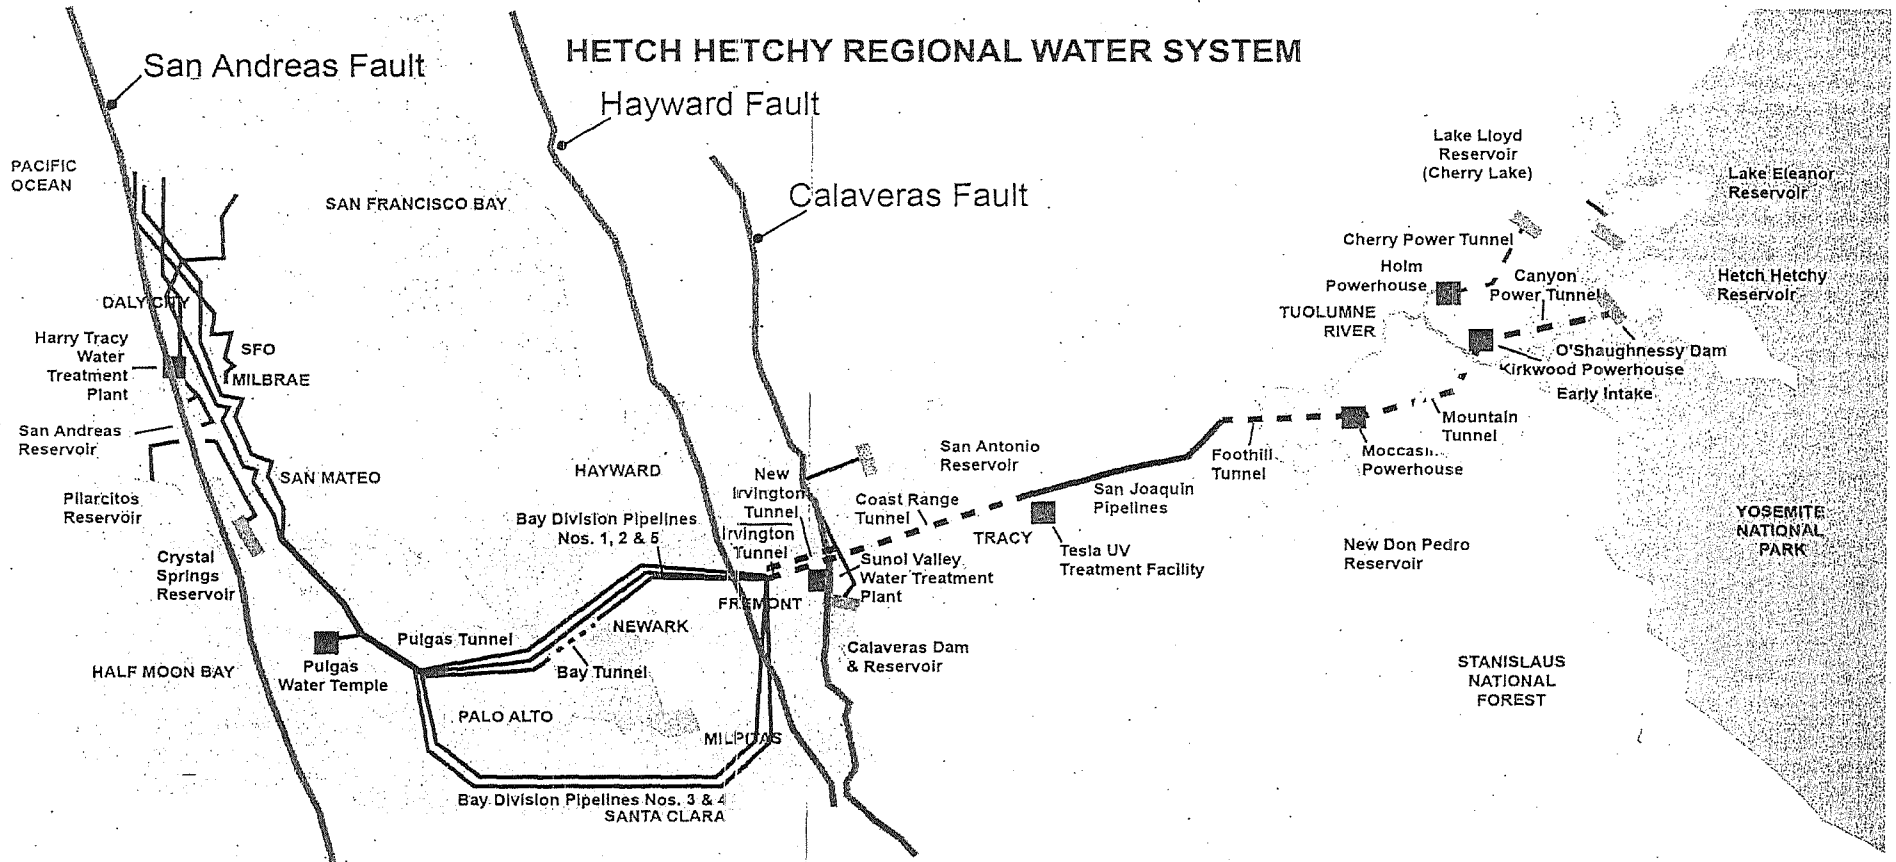 HETCH HETCHY REGIONAL WATER SYSTEM
San Andreas Fault
Hayward Fault
Calaveras Fault
PACIFIC
OCEAN
SAN FRANCISCO BAY
Lake Lloyd
Reservoir
(Cherry Lake)
Lake Eleanor
Reservoir
Cherry Power Tunnel
Holm
Powerhouse
Canyon
Power Tunnel
Hetch Hetchy
Reservoir
TUOLUMNE
RIVER
O'Shaughnessy Dam
Kirkwood Powerhouse
Early Intake
DALY CITY
Harry Tracy
Water
Treatment
Plant
SFO
MILBRAE
San Andreas
Reservoir
SAN MATEO
Pilarcitos
Reservoir
Crystal
Springs
Reservoir
HALF MOON BAY
Pulgas
Water Temple
Pulgas Tunnel
HAYWARD
Bay Division Pipelines
Nos. 1, 2 & 5
New
Irvington
Tunnel
Irvington
Tunnel
FREMONT
NEWARK
Bay Tunnel
PALO ALTO
MILPITAS
Bay Division Pipelines Nos. 3 & 4
SANTA CLARA
San Antonio
Reservoir
Coast Range
Tunnel
TRACY
Sunol Valley
Water Treatment
Plant
Calaveras Dam
& Reservoir
San Joaquin
Pipelines
Tesla UV
Treatment Facility
Foothill
Tunnel
Mountain
Tunnel
Powerhouse
New Don Pedro
Reservoir
YOSEMITE
NATIONAL
PARK
STANISLAUS
NATIONAL
FOREST